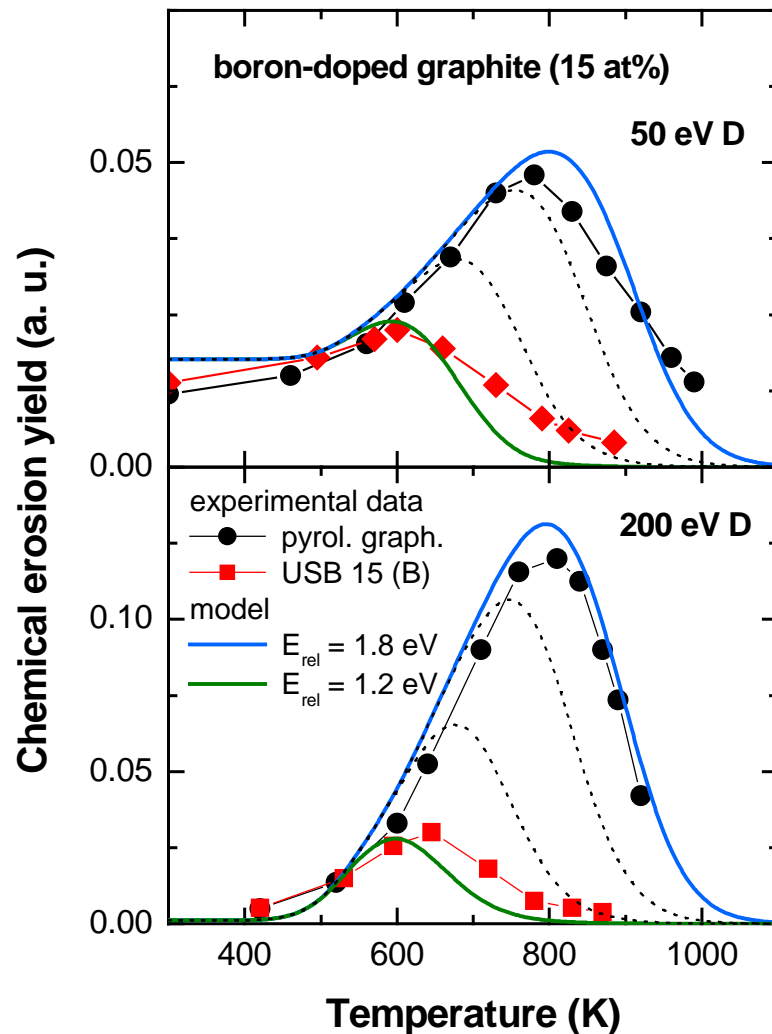 boron-doped graphite (15 at%)
50 eV D
0.05
0.00
experimental data
pyrol. graph.
USB 15 (B)
model
E_rel = 1.8 eV
E_rel = 1.2 eV
200 eV D
0.10
0.05
0.00
400 600 800 1000
Temperature (K)
Chemical erosion yield (a. u.)